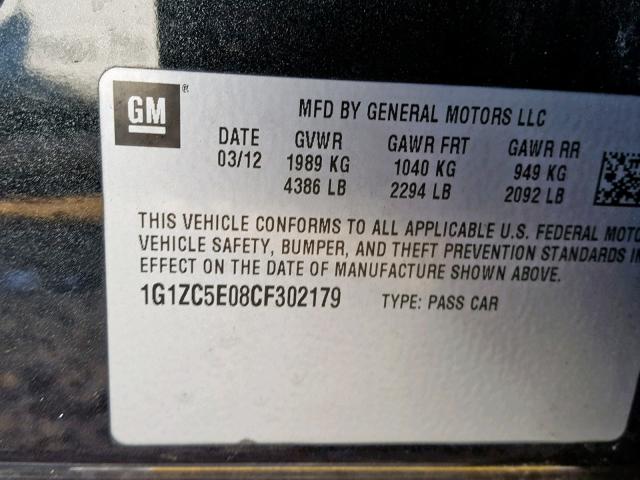 GM®
MFD BY GENERAL MOTORS LLC
DATE GVWR GAWR FRT GAWR RR
03/12 1989 KG 1040 KG 949 KG
4386 LB 2294 LB 2092 LB
THIS VEHICLE CONFORMS TO ALL APPLICABLE U.S. FEDERAL MOTO
VEHICLE SAFETY, BUMPER, AND THEFT PREVENTION STANDARDS IN
EFFECT ON THE DATE OF MANUFACTURE SHOWN ABOVE.
1G1ZC5E08CF302179 TYPE: PASS CAR